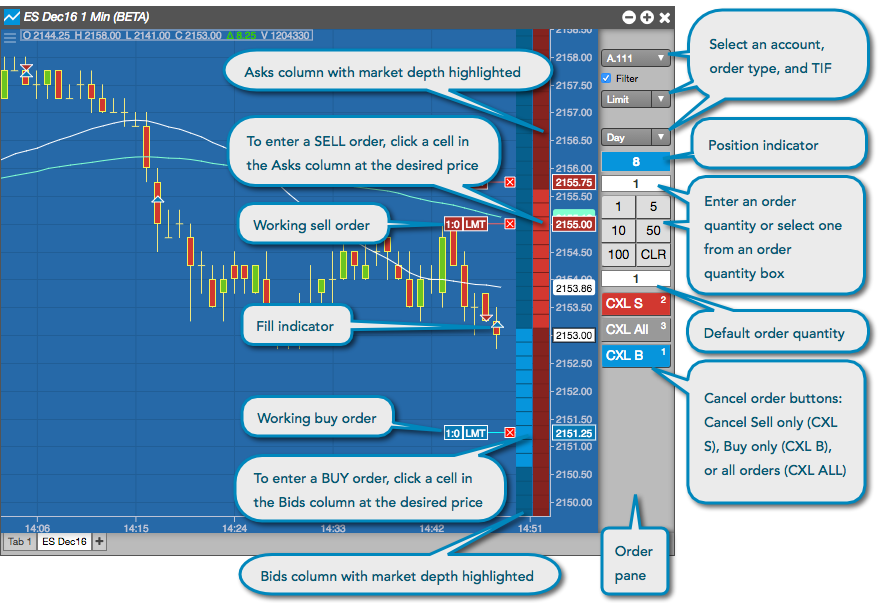 ES Dec16 1 Min (BETA)
O 2144.25 H 2158.00 L 2141.00 C 2153.00 Δ 8.25 V 1204330
2158.50
2158.00
2157.50
2157.00
2156.50
2156.00
2155.75
2155.50
2155.00
2154.50
2154.00
2153.86
2153.50
2153.00
2152.50
2152.00
2151.50
2151.25
2151.00
2150.50
2150.00
Asks column with market depth highlighted
To enter a SELL order, click a cell in
the Asks column at the desired price
Working sell order
1:0 LMT
Fill indicator
Working buy order
1:0 LMT
To enter a BUY order, click a cell in
the Bids column at the desired price
Bids column with market depth highlighted
14:06 14:15 14:24 14:33 14:42 14:51
Tab 1 ES Dec16 +
A.111
Filter
Limit
Day
8
1
1 5
10 50
100 CLR
1
CXL S 2
CXL All 3
CXL B 1
Select an account,
order type, and TIF
Position indicator
Enter an order
quantity or select one
from an order
quantity box
Default order quantity
Cancel order buttons:
Cancel Sell only (CXL
S), Buy only (CXL B),
or all orders (CXL ALL)
Order
pane